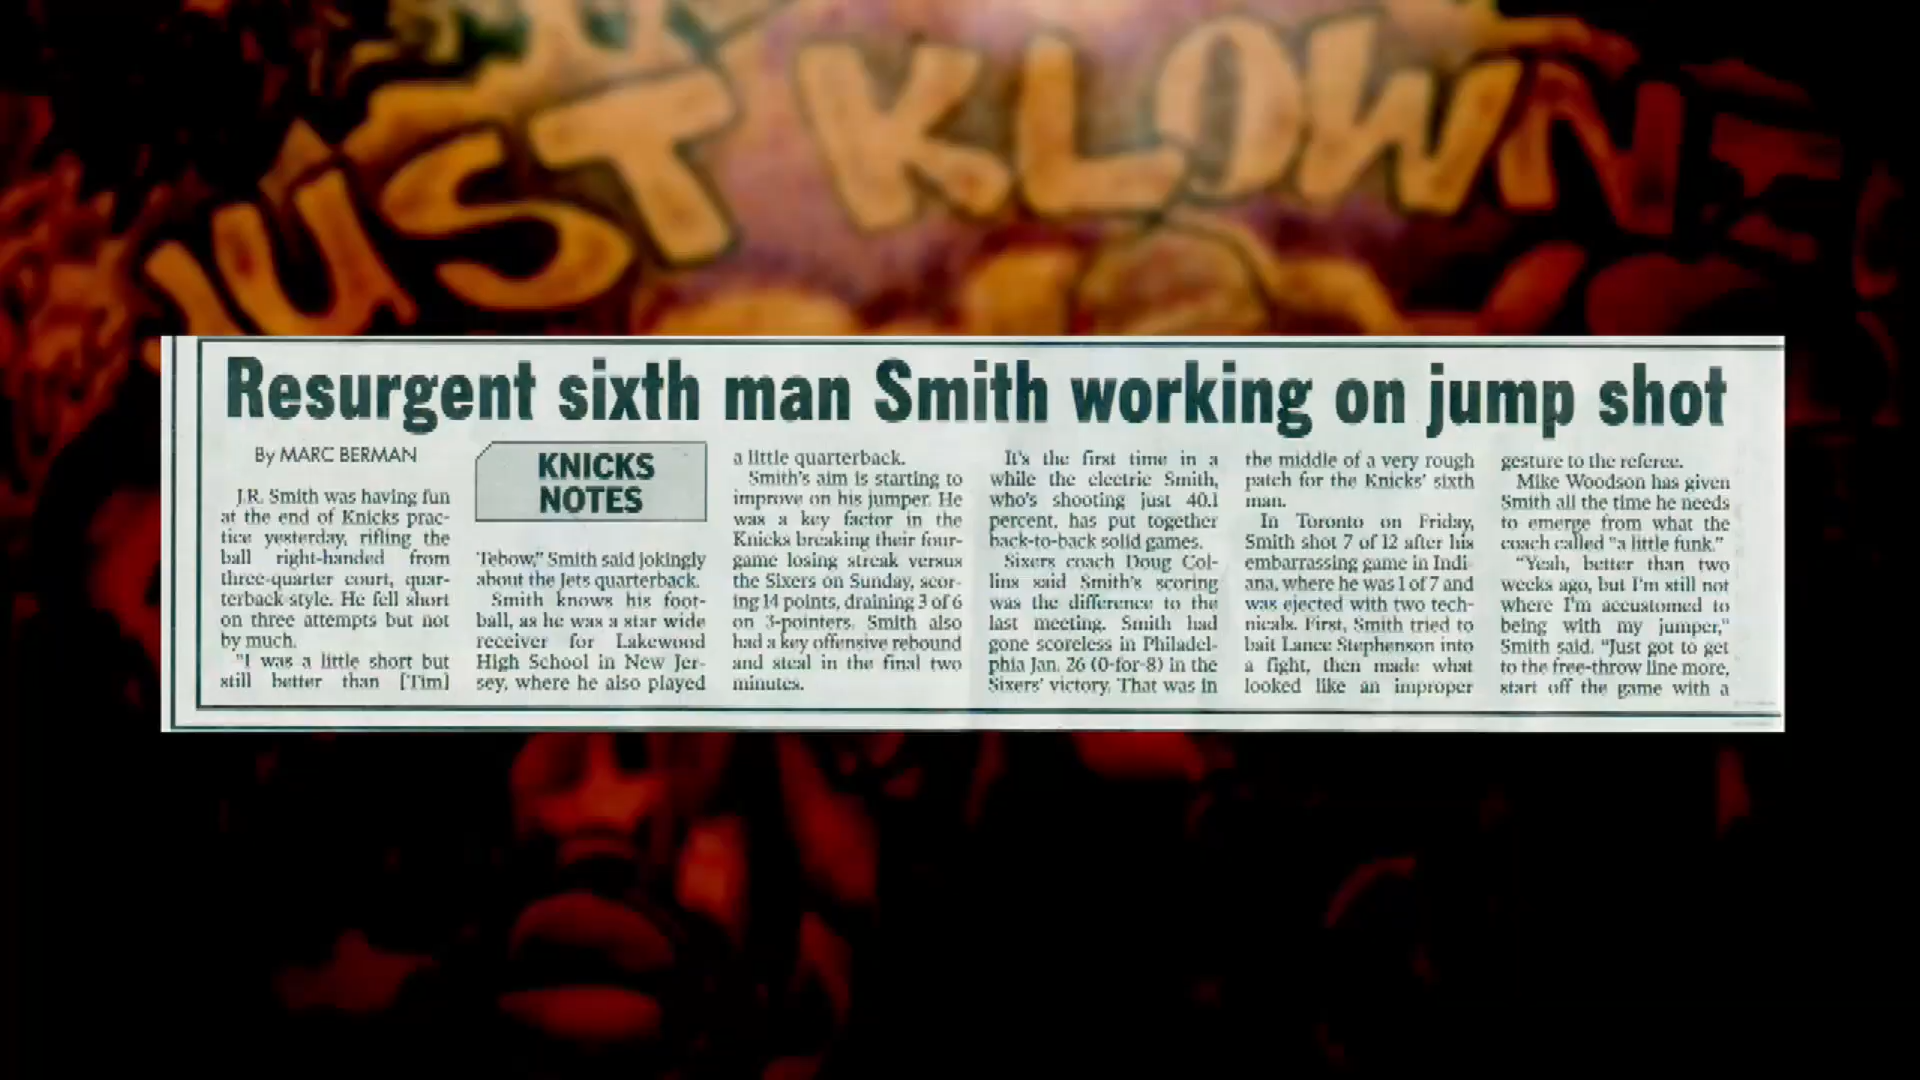 JUST KLOWN
Resurgent sixth man Smith working on jump shot
By MARC BERMAN
J.R. Smith was having fun
at the end of Knicks prac-
tice yesterday, rifling the
ball right-handed from
three-quarter court, quar-
terback-style. He fell short
on three attempts but not
by much.
"I was a little short but
still better than [Tim]
KNICKS
NOTES
Tebow," Smith said jokingly
about the Jets quarterback.
Smith knows his foot-
ball, as he was a star wide
receiver for Lakewood
High School in New Jer-
sey, where he also played
a little quarterback.
Smith's aim is starting to
improve on his jumper. He
was a key factor in the
Knicks breaking their four-
game losing streak versus
the Sixers on Sunday, scor-
ing 14 points, draining 3 of 6
on 3-pointers. Smith also
had a key offensive rebound
and steal in the final two
minutes.
It's the first time in a
while the electric Smith,
who's shooting just 40.1
percent, has put together
back-to-back solid games.
Sixers coach Doug Col-
lins said Smith's scoring
was the difference to the
last meeting. Smith had
gone scoreless in Philadel-
phia Jan. 26 (0-for-8) in the
Sixers' victory. That was in
the middle of a very rough
patch for the Knicks' sixth
man.
In Toronto on Friday,
Smith shot 7 of 12 after his
embarrassing game in Indi-
ana, where he was 1 of 7 and
was ejected with two tech-
nicals. First, Smith tried to
bait Lance Stephenson into
a fight, then made what
looked like an improper
gesture to the referee.
Mike Woodson has given
Smith all the time he needs
to emerge from what the
coach called "a little funk."
"Yeah, better than two
weeks ago, but I'm still not
where I'm accustomed to
being with my jumper,"
Smith said. "Just got to get
to the free-throw line more,
start off the game with a